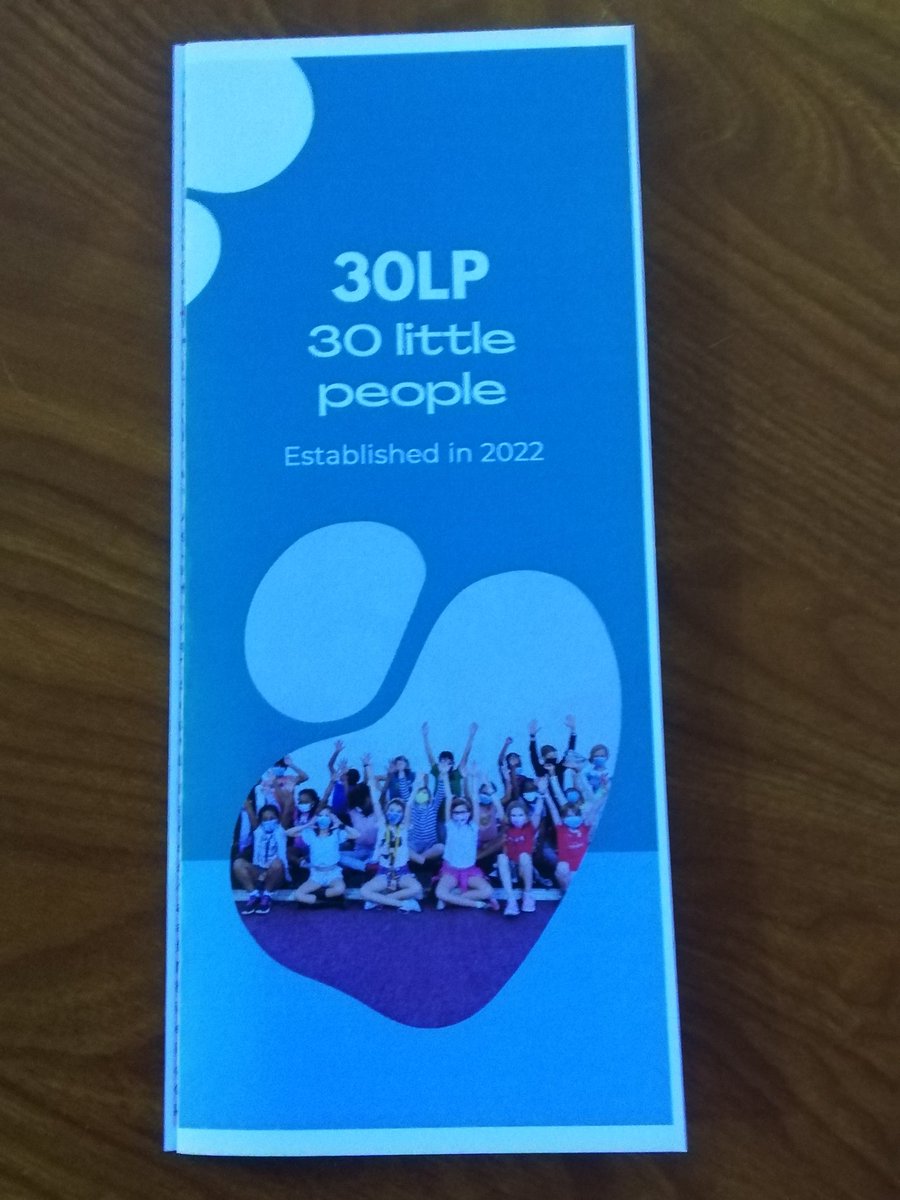 30LP
30 little
people
Established in 2022